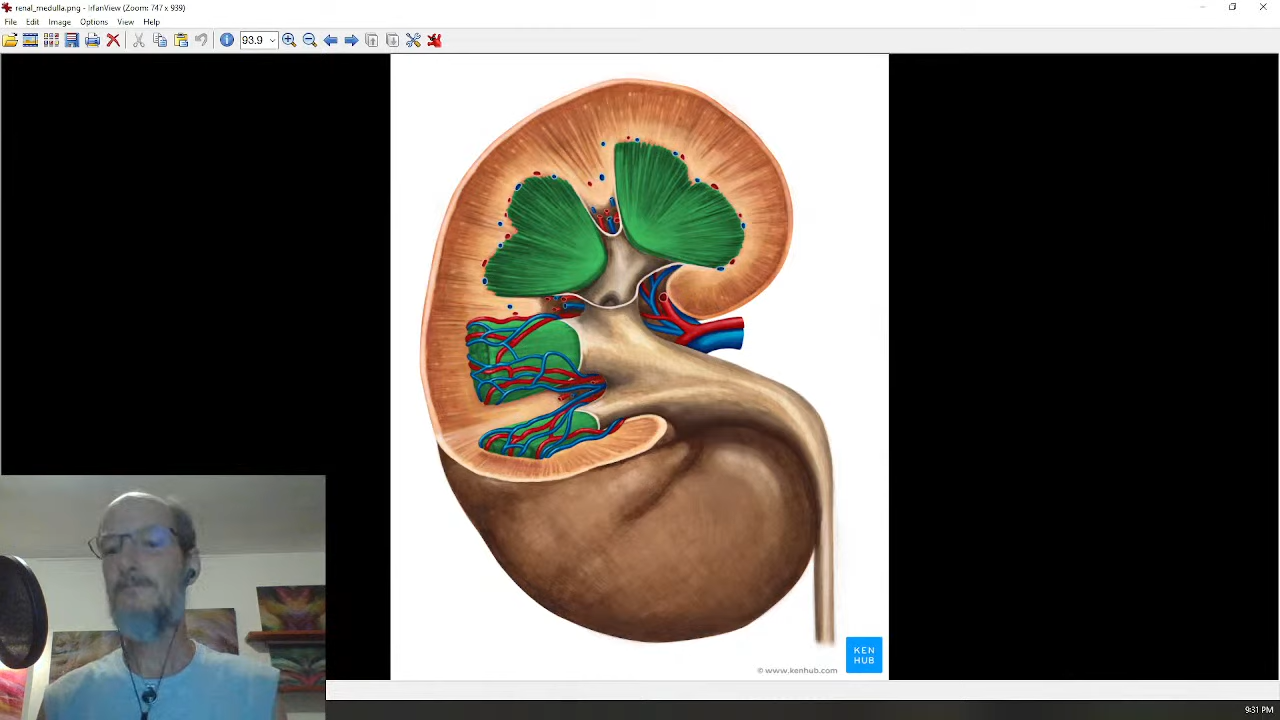 renal_medulla.png - IrfanView (Zoom: 747 x 939)
File Edit Image Options View Help
93.9
KEN
HUB
© www.kenhub.com
9:31 PM